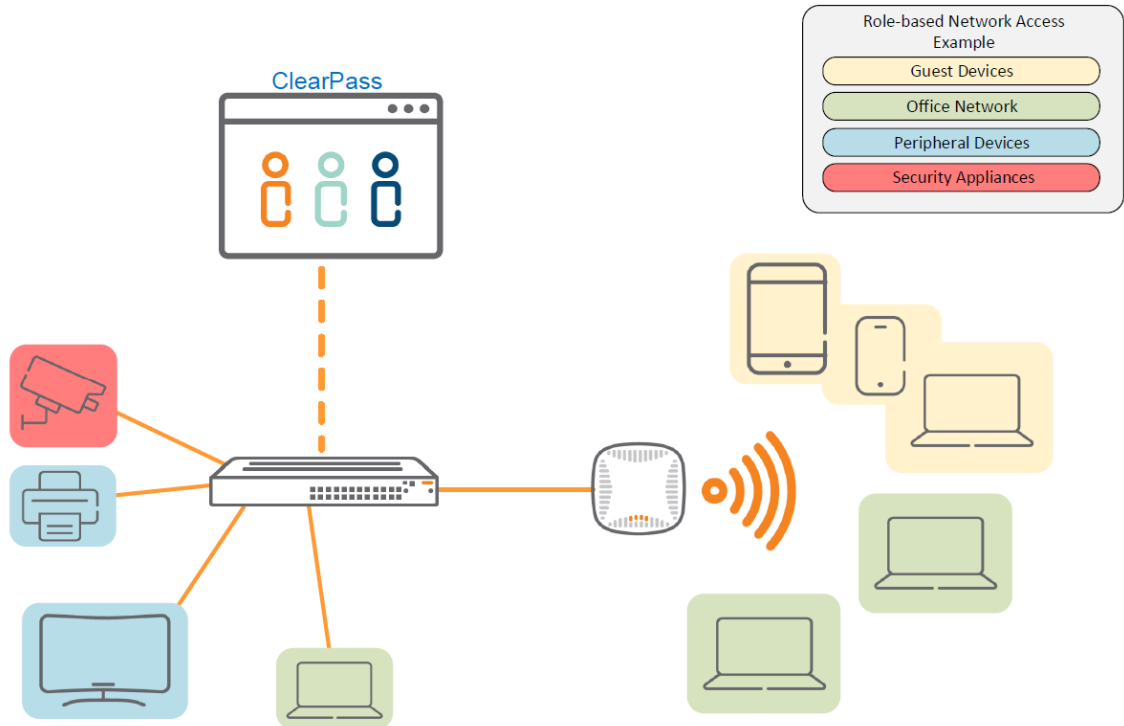 Role-based Network Access
Example
Guest Devices
Office Network
Peripheral Devices
Security Appliances
ClearPass